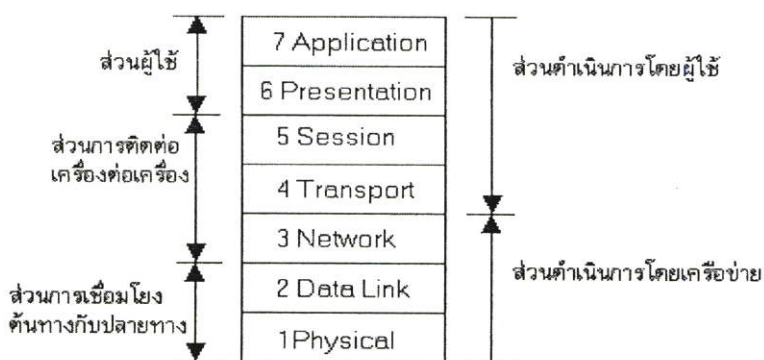 7 Application
ส่วนผู้ใช้
ส่วนดำเนินการโดยผู้ใช้
6 Presentation
5 Session
ส่วนการติดต่อ
เครื่องต่อเครื่อง
4 Transport
3 Network
ส่วนดำเนินการโดยเครือข่าย
2 Data Link
ส่วนการเชื่อมโยง
ต้นทางกับปลายทาง
1Physical